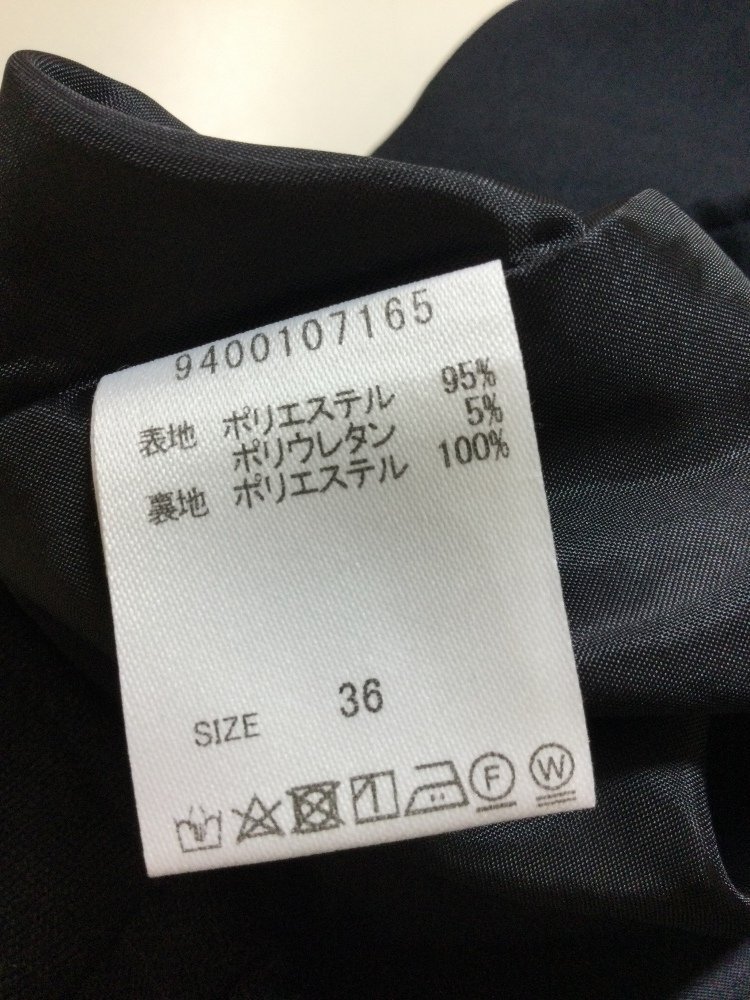 9400107165
表地 ポリエステル 95%
ポリウレタン 5%
裏地 ポリエステル 100%
SIZE 36
F W